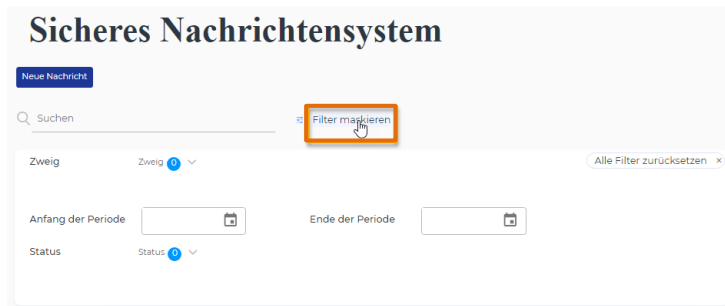 Sicheres Nachrichtensystem
Neue Nachricht
Suchen
Filter maskieren
Zweig
Zweig 0
Alle Filter zurücksetzen ×
Anfang der Periode
Ende der Periode
Status
Status 0